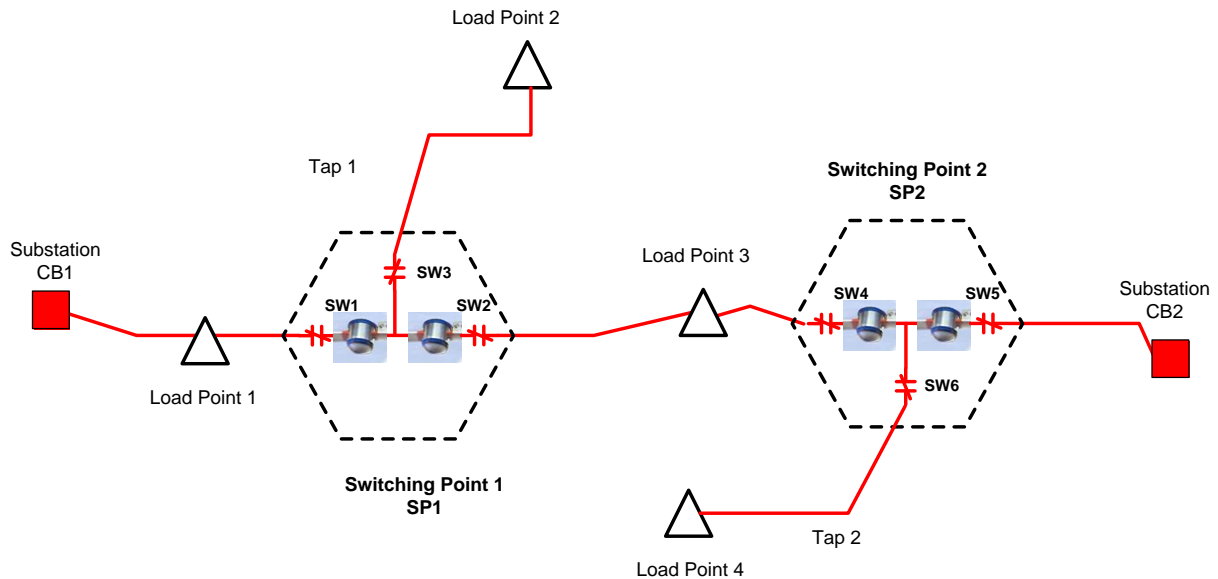 Load Point 2
Tap 1
Switching Point 2
SP2
Substation
CB1
SW3
Load Point 3
SW1
SW2
SW4
SW5
Substation
CB2
Load Point 1
SW6
Switching Point 1
SP1
Tap 2
Load Point 4